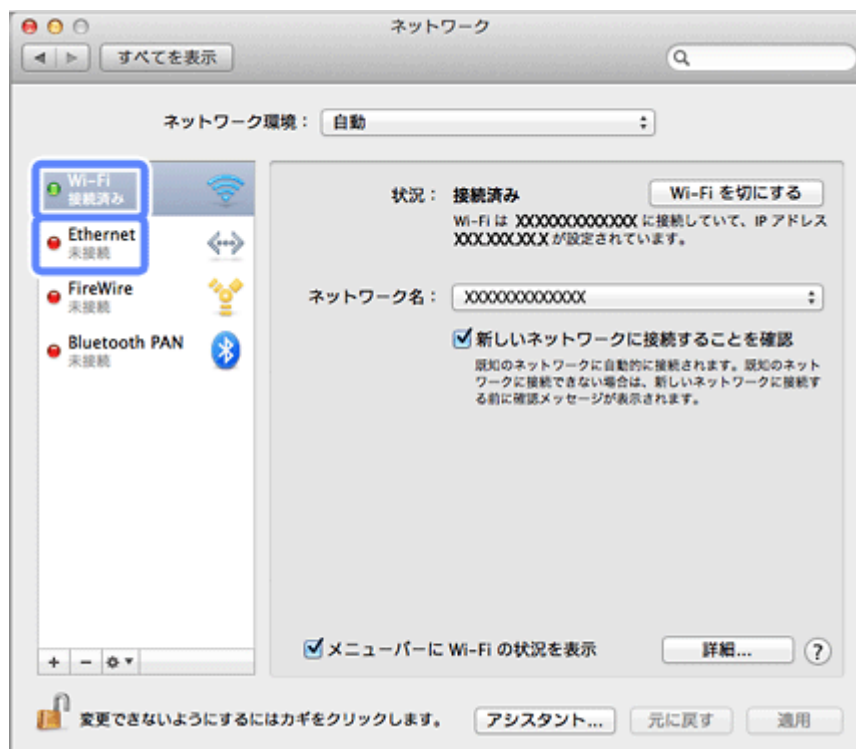 ネットワーク
すべてを表示
ネットワーク環境： 自動
Wi-Fi
接続済み
Ethernet
未接続
FireWire
未接続
Bluetooth PAN
未接続
状況： 接続済み
Wi-Fi を切にする
Wi-Fi は XXXXXXXXXXXXX に接続していて、IP アドレス
XXX.XXX.XX.X が設定されています。
ネットワーク名： XXXXXXXXXXXXX
新しいネットワークに接続することを確認
既知のネットワークに自動的に接続されます。既知のネット
ワークに接続できない場合は、新しいネットワークに接続す
る前に確認メッセージが表示されます。
メニューバーに Wi-Fi の状況を表示
詳細... ?
変更できないようにするにはカギをクリックします。
アシスタント... 元に戻す 適用